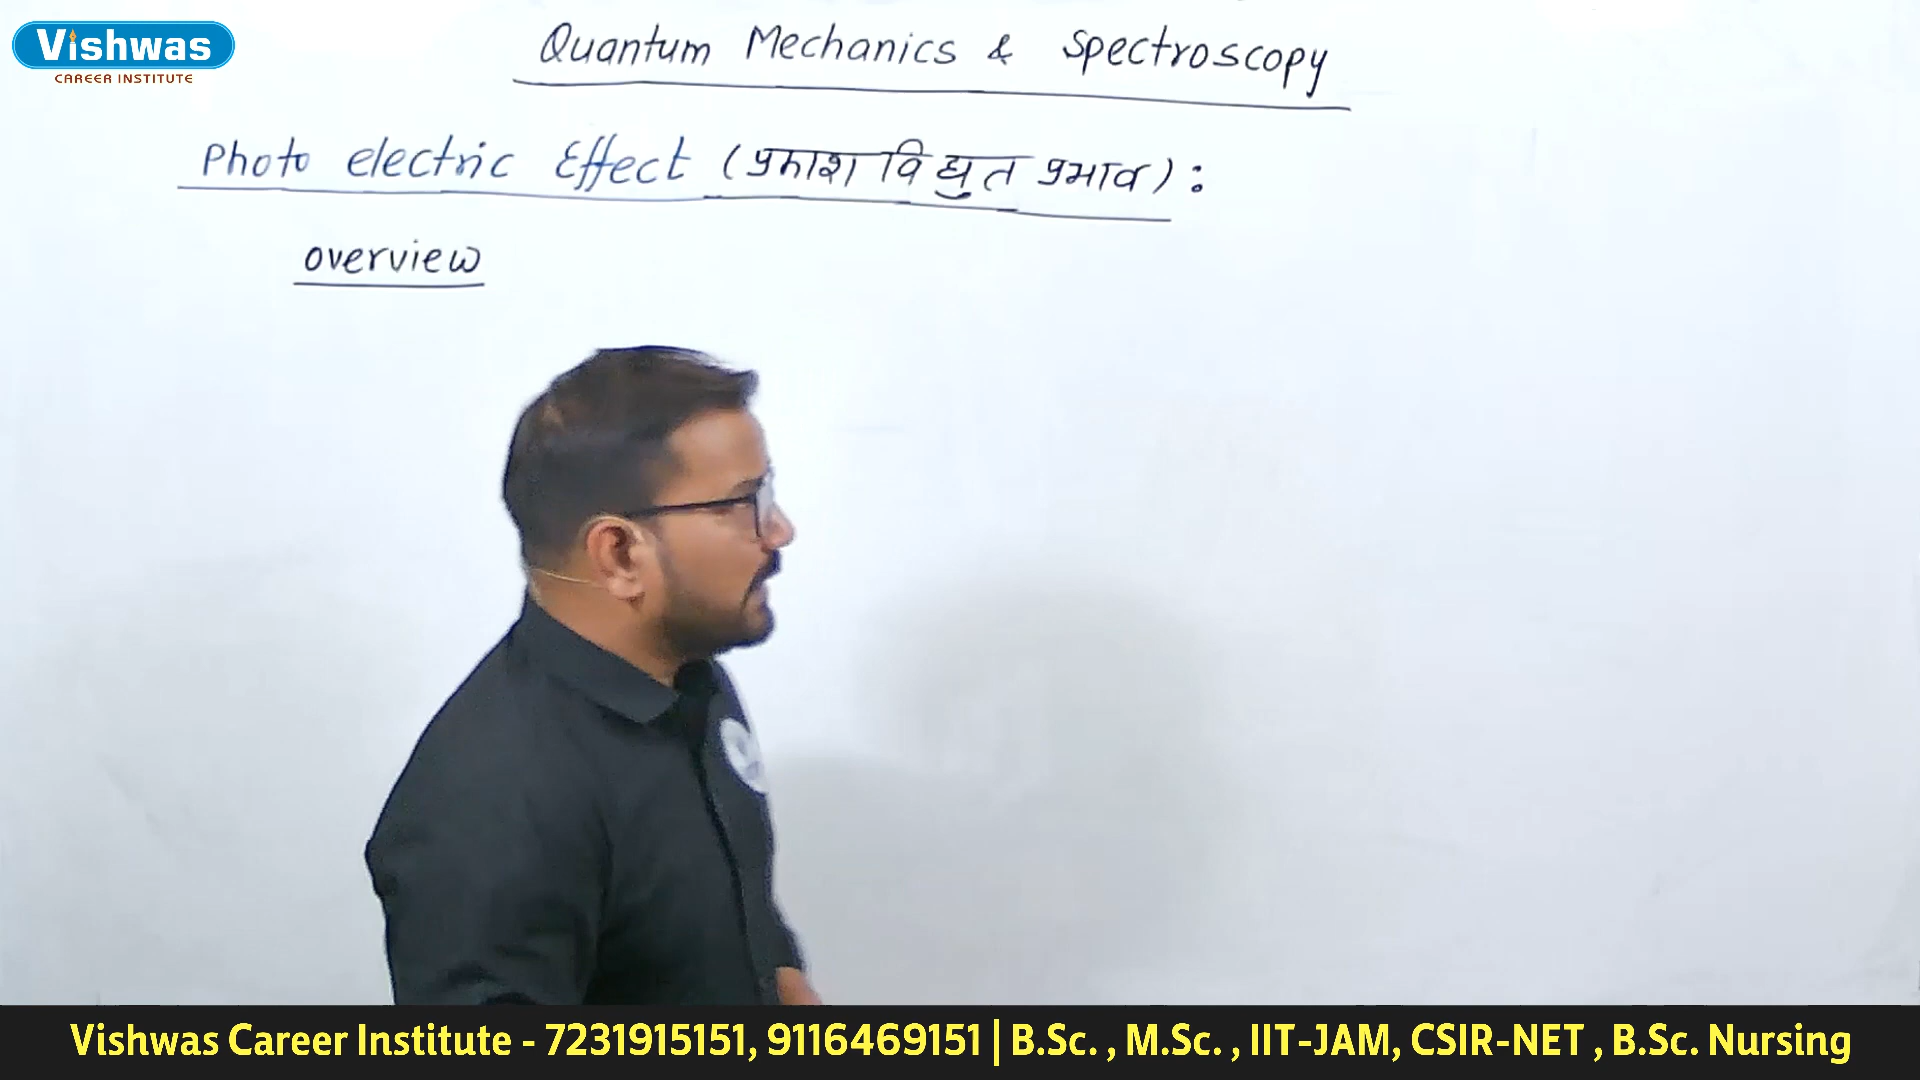 Vishwas
CAREER INSTITUTE
Quantum Mechanics & Spectroscopy
Photo electric Effect (प्रकाश विद्युत प्रभाव) :
overview
Vishwas Career Institute - 7231915151, 9116469151 | B.Sc. , M.Sc. , IIT-JAM, CSIR-NET , B.Sc. Nursing